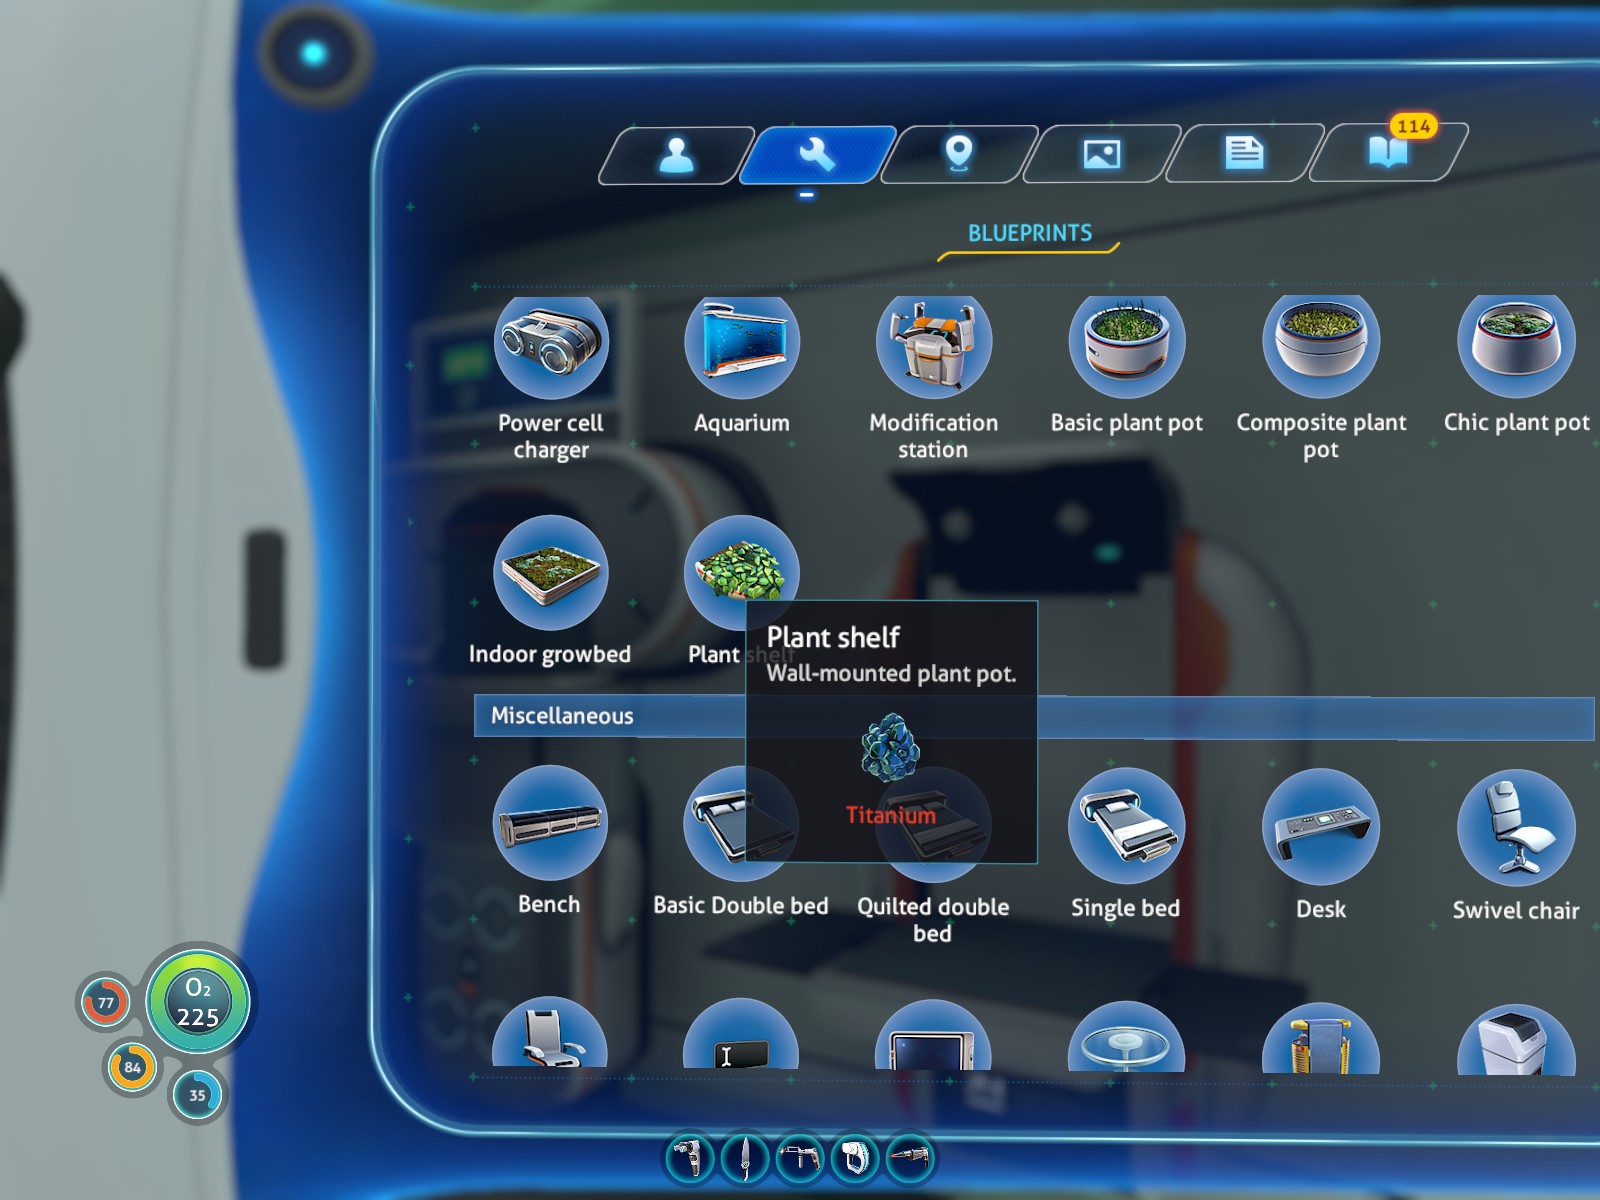 114
BLUEPRINTS
Power cell
charger
Aquarium
Modification
station
Basic plant pot
Composite plant
pot
Chic plant pot
Indoor growbed
Plant shelf
Plant shelf
Wall-mounted plant pot.
Titanium
Miscellaneous
Bench
Basic Double bed
Quilted double
bed
Single bed
Desk
Swivel chair
77
O₂
225
84
35